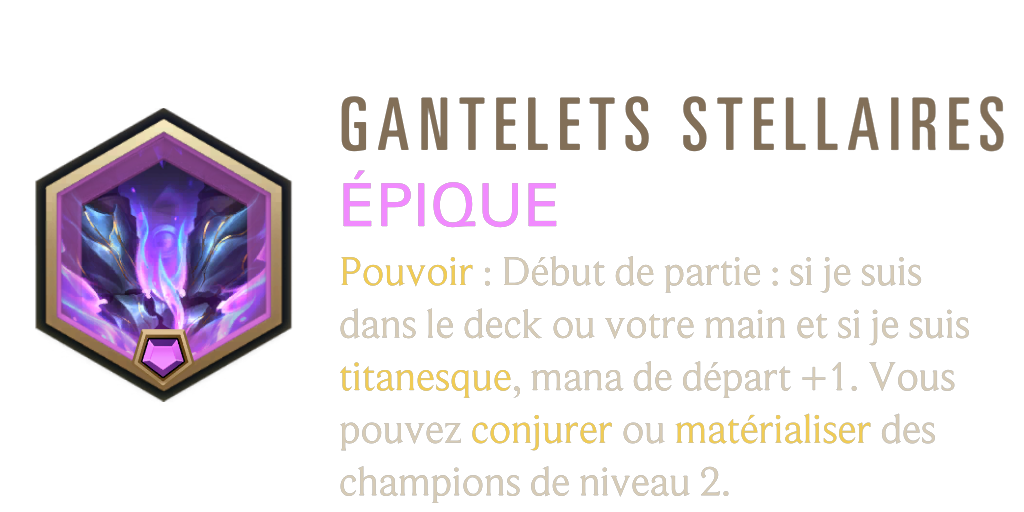 GANTELETS STELLAIRES
ÉPIQUE
Pouvoir : Début de partie : si je suis
dans le deck ou votre main et si je suis
titanesque, mana de départ +1. Vous
pouvez conjurer ou matérialiser des
champions de niveau 2.